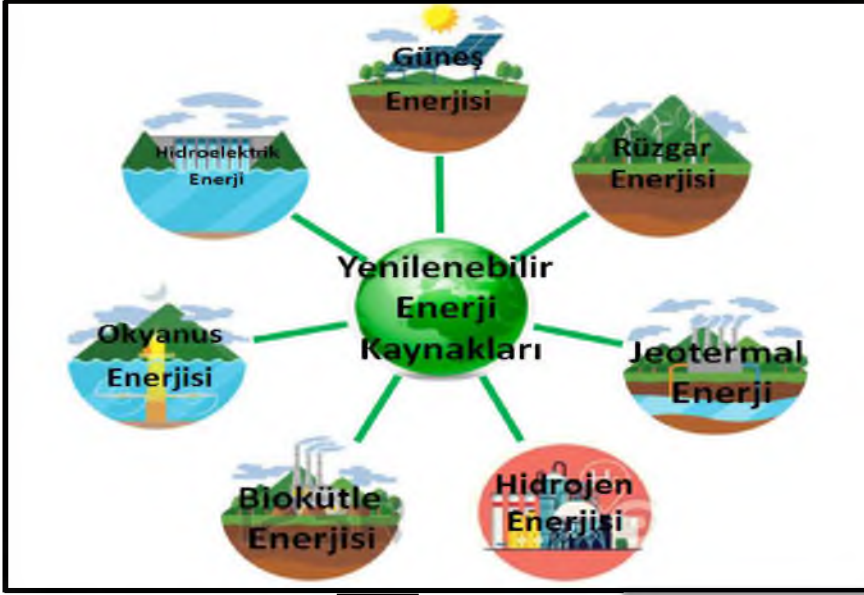 Güneş
Enerjisi
Hidroelektrik
Enerji
Rüzgar
Enerjisi
Yenilenebilir
Enerji
Kaynakları
Okyanus
Enerjisi
Jeotermal
Enerji
Biokütle
Enerjisi
Hidrojen
Enerjisi